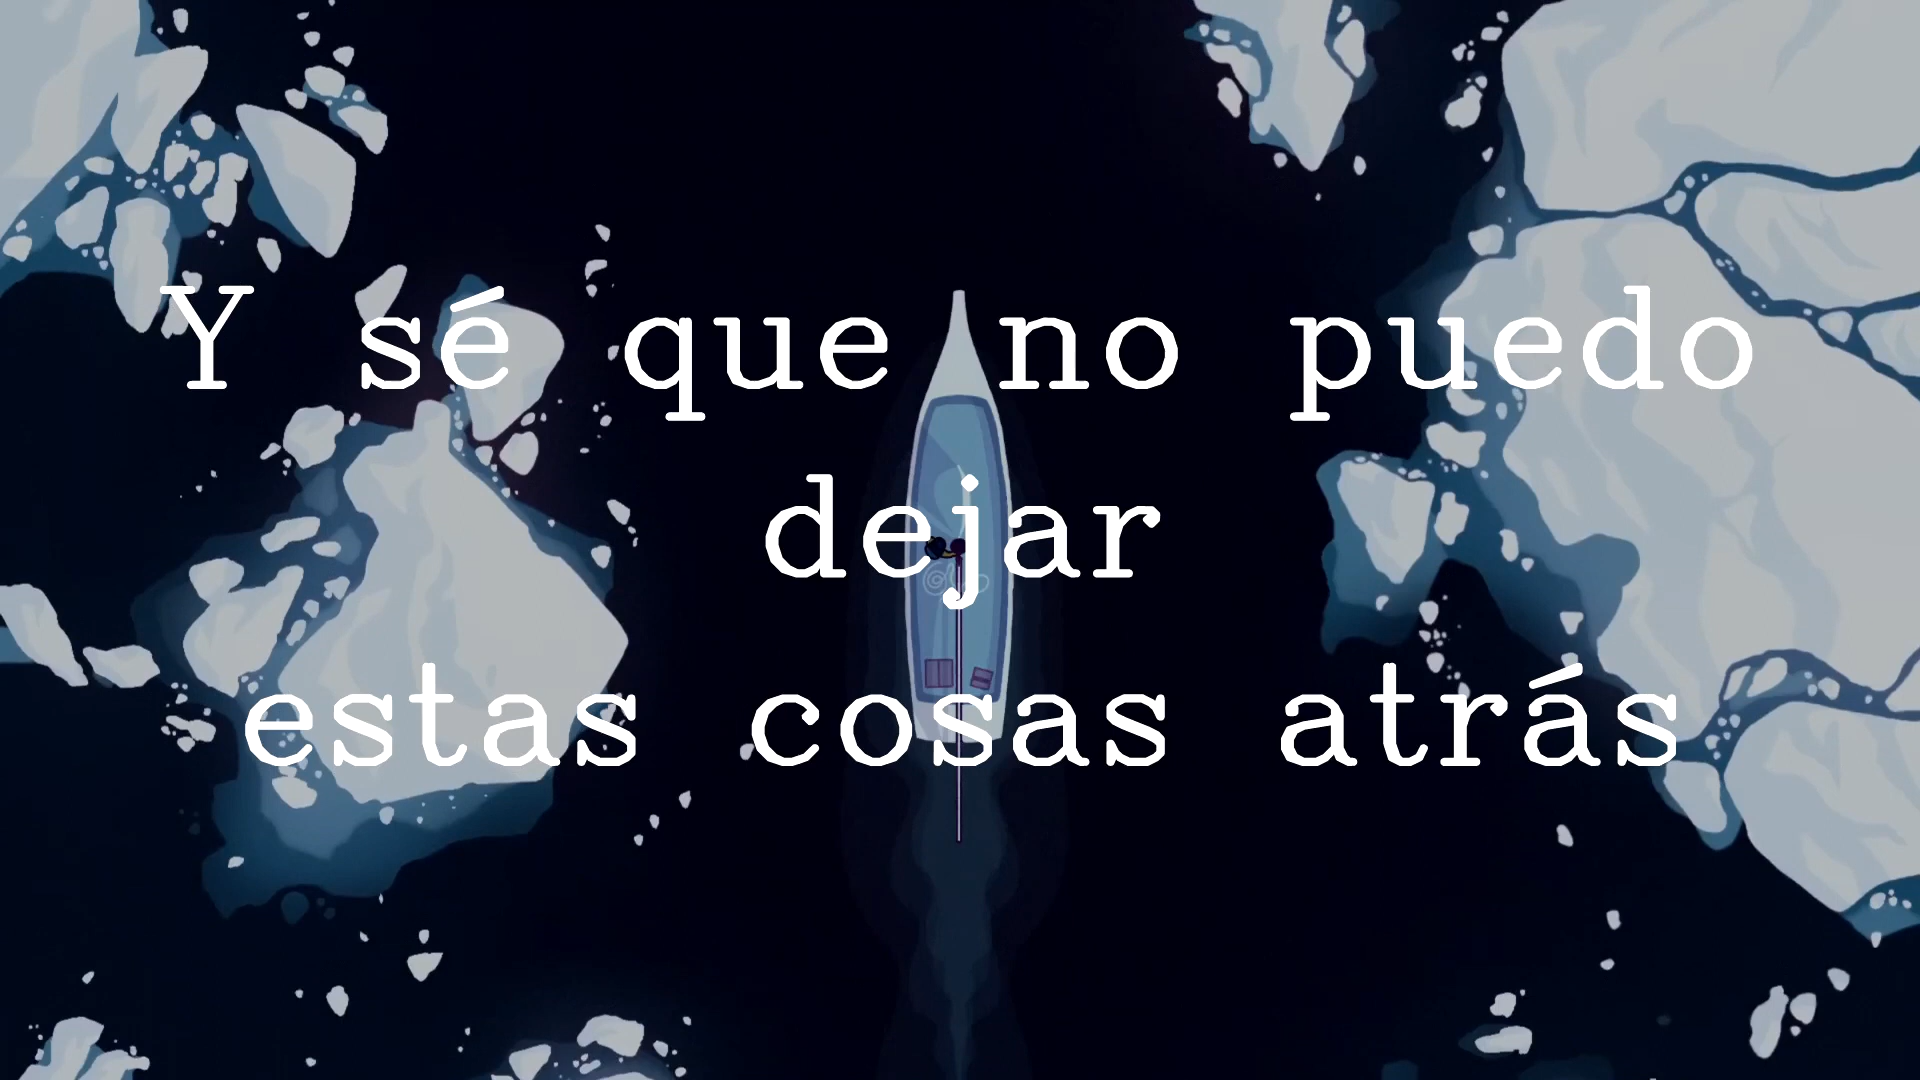 Y sé que no puedo
dejar
estas cosas atrás